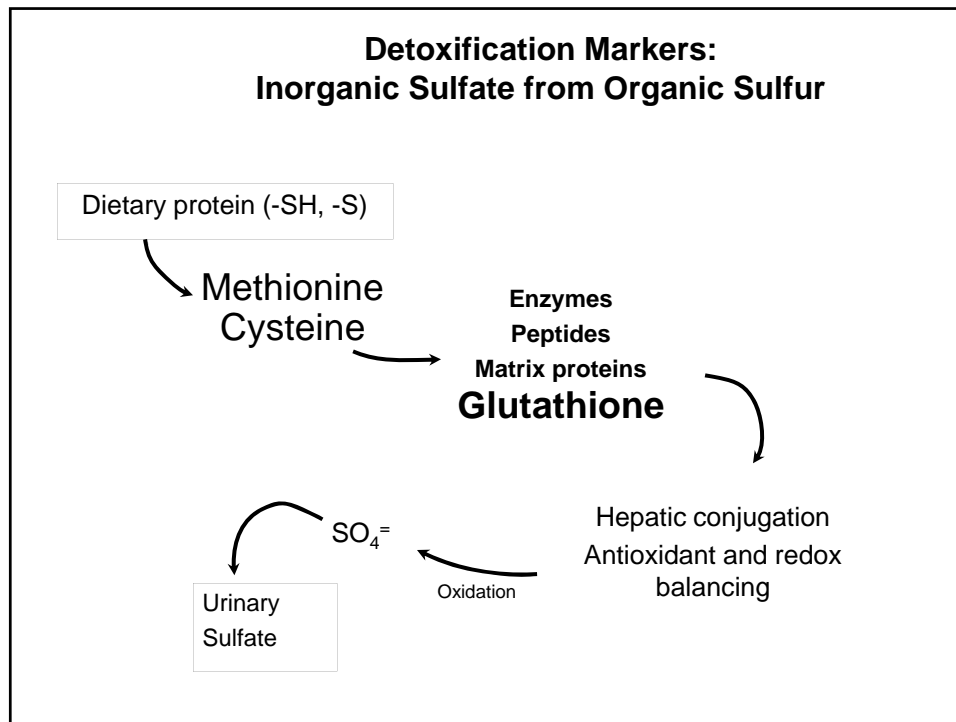 Detoxification Markers:
Inorganic Sulfate from Organic Sulfur
Dietary protein (-SH, -S)
Methionine
Cysteine
Enzymes
Peptides
Matrix proteins
Glutathione
Hepatic conjugation
Antioxidant and redox
balancing
Oxidation
SO₄⁼
Urinary
Sulfate